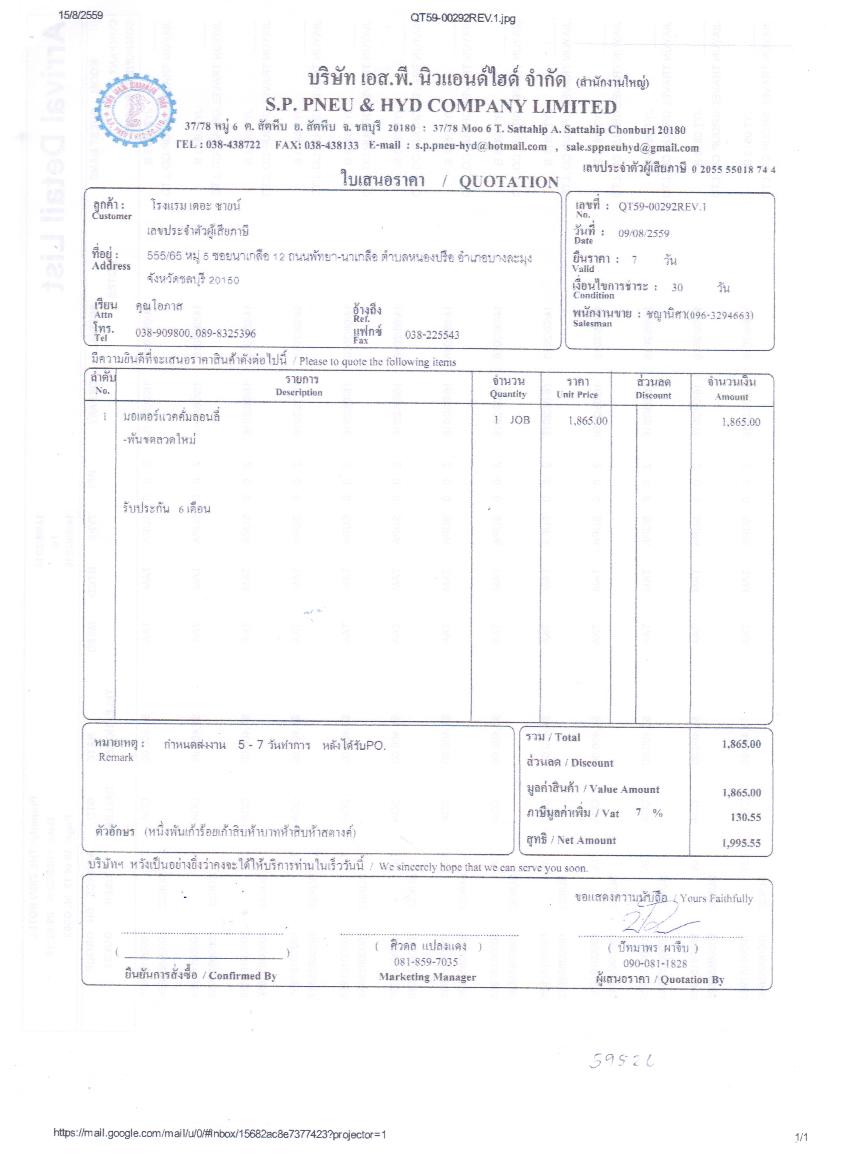 15/8/2559 QT59-00292REV.1.jpg
บริษัท เอส.พี. นิวแอนด์ไฮด์ จำกัด (สำนักงานใหญ่)
S.P. PNEU & HYD COMPANY LIMITED
37/78 หมู่ 6 ต. สัตหีบ อ. สัตหีบ จ. ชลบุรี 20180 : 37/78 Moo 6 T. Sattahip A. Sattahip Chonburi 20180
TEL : 038-438722 FAX: 038-438133 E-mail : s.p.pneu-hyd@hotmail.com , sale.sppneuhyd@gmail.com
เลขประจำตัวผู้เสียภาษี 0 2055 55018 74 4
ใบเสนอราคา / QUOTATION
ลูกค้า : โรงแรม เดอะ ซายน์
Customer
เลขประจำตัวผู้เสียภาษี
ที่อยู่ : 555/65 หมู่ 5 ซอยนาเกลือ 12 ถนนพัทยา-นาเกลือ ตำบลหนองปรือ อำเภอบางละมุง
Address
จังหวัดชลบุรี 20150
เรียน คุณโอภาส อ้างถึง
Attn Ref.
โทร. 038-909800, 089-8325396 แฟกซ์ 038-225543
Tel Fax
เลขที่ : QT59-00292REV.1
No.
วันที่ : 09/08/2559
Date
ยืนราคา : 7 วัน
Valid
เงื่อนไขการชำระ : 30 วัน
Condition
พนักงานขาย : ชญานิศา(096-3294663)
Salesman
มีความยินดีที่จะเสนอราคาสินค้าดังต่อไปนี้ / Please to quote the following items
ลำดับ รายการ จำนวน ราคา ส่วนลด จำนวนเงิน
No. Description Quantity Unit Price Discount Amount
1 มอเตอร์แวคคั่มลอนลี่ 1 JOB 1,865.00 1,865.00
-พันขดลวดใหม่
รับประกัน 6 เดือน
หมายเหตุ : กำหนดส่งงาน 5 - 7 วันทำการ หลังได้รับPO.
Remark
ตัวอักษร (หนึ่งพันเก้าร้อยเก้าสิบห้าบาทห้าสิบห้าสตางค์)
รวม / Total 1,865.00
ส่วนลด / Discount
มูลค่าสินค้า / Value Amount 1,865.00
ภาษีมูลค่าเพิ่ม / Vat 7 % 130.55
สุทธิ / Net Amount 1,995.55
บริษัทฯ หวังเป็นอย่างยิ่งว่าคงจะได้ให้บริการท่านในเร็ววันนี้ / We sincerely hope that we can serve you soon.
ขอแสดงความนับถือ / Yours Faithfully
( ) ( ศิวดล แปลงแดง ) ( ปัทมาพร ผาจีบ )
081-859-7035 090-081-1828
ยืนยันการสั่งซื้อ / Confirmed By Marketing Manager ผู้เสนอราคา / Quotation By
https://mail.google.com/mail/u/0/#inbox/15682ac8e7377423?projector=1 1/1